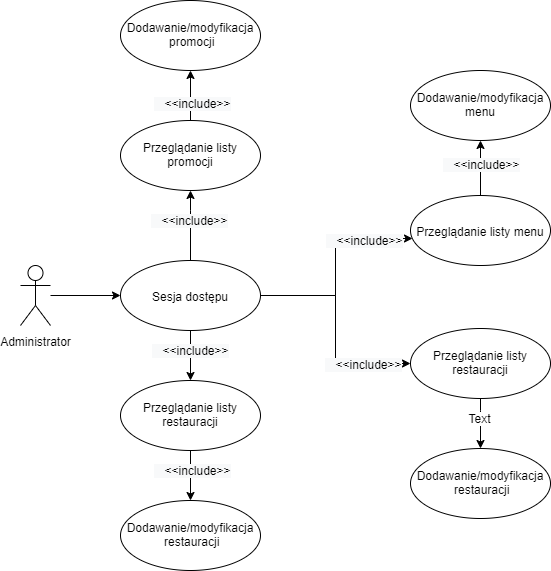 Dodawanie/modyfikacja
promocji
<<include>>
Przeglądanie listy
promocji
<<include>>
Administrator
Sesja dostępu
<<include>>
Przeglądanie listy
restauracji
<<include>>
Dodawanie/modyfikacja
restauracji
Dodawanie/modyfikacja
menu
<<include>>
Przeglądanie listy menu
<<include>>
<<include>>
Przeglądanie listy
restauracji
Text
Dodawanie/modyfikacja
restauracji